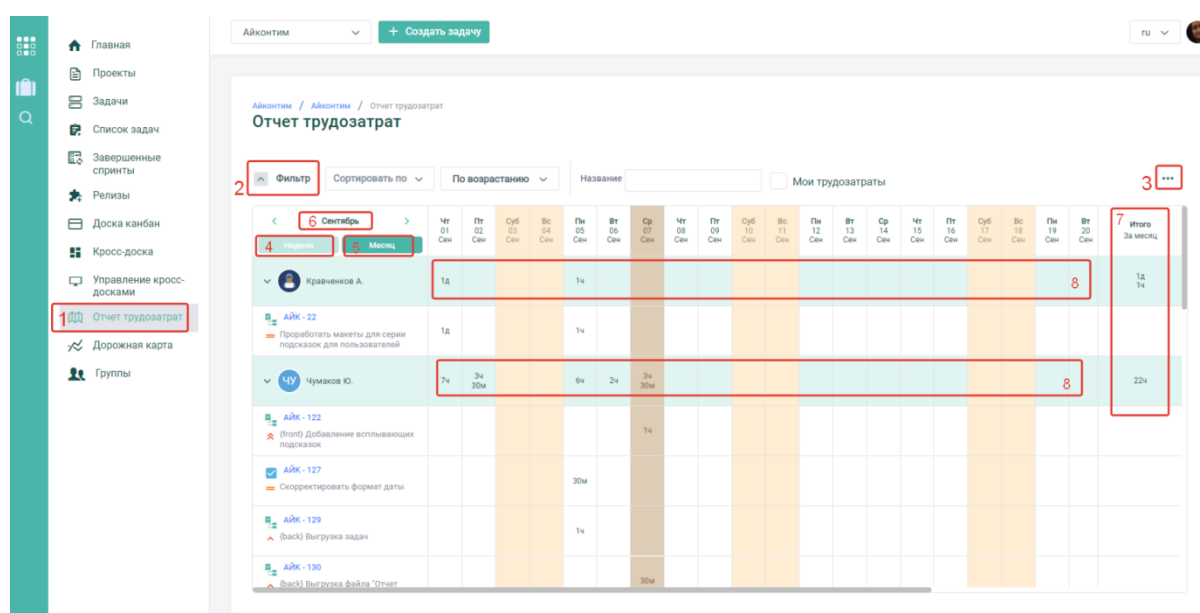 Айконтим
+ Создать задачу
ru
Главная
Проекты
Задачи
Список задач
Завершенные
спринты
Релизы
Доска канбан
Кросс-доска
Управление кросс-
досками
1 Отчет трудозатрат
Дорожная карта
Группы
Айконтим / Айконтим / Отчет трудозатрат
Отчет трудозатрат
2 Фильтр Сортировать по По возрастанию Название Мои трудозатраты 3 ...
< 6 Сентябрь >
4 Неделя 5 Месяц
Чт Пт Суб Вс Пн Вт Ср Чт Пт Суб Вс Пн Вт Ср Чт Пт Суб Вс Пн Вт
01 02 03 04 05 06 07 08 09 10 11 12 13 14 15 16 17 18 19 20
Сен Сен Сен Сен Сен Сен Сен Сен Сен Сен Сен Сен Сен Сен Сен Сен Сен Сен Сен Сен
7 Итого
За месяц
Кравченков А. 1д 1ч 8 1д
1ч
АЙК - 22
Проработать макеты для серии
подсказок для пользователей
1д 1ч
ЧУ Чумаков Ю. 7ч 3ч 30м 6ч 2ч 3ч 30м 8 22ч
АЙК - 122
(front) Добавление всплывающих
подсказок
1ч
АЙК - 127
Скорректировать формат даты
30м
АЙК - 129
(back) Выгрузка задач
1ч
АЙК - 130
(back) Выгрузка файла "Отчет
30м